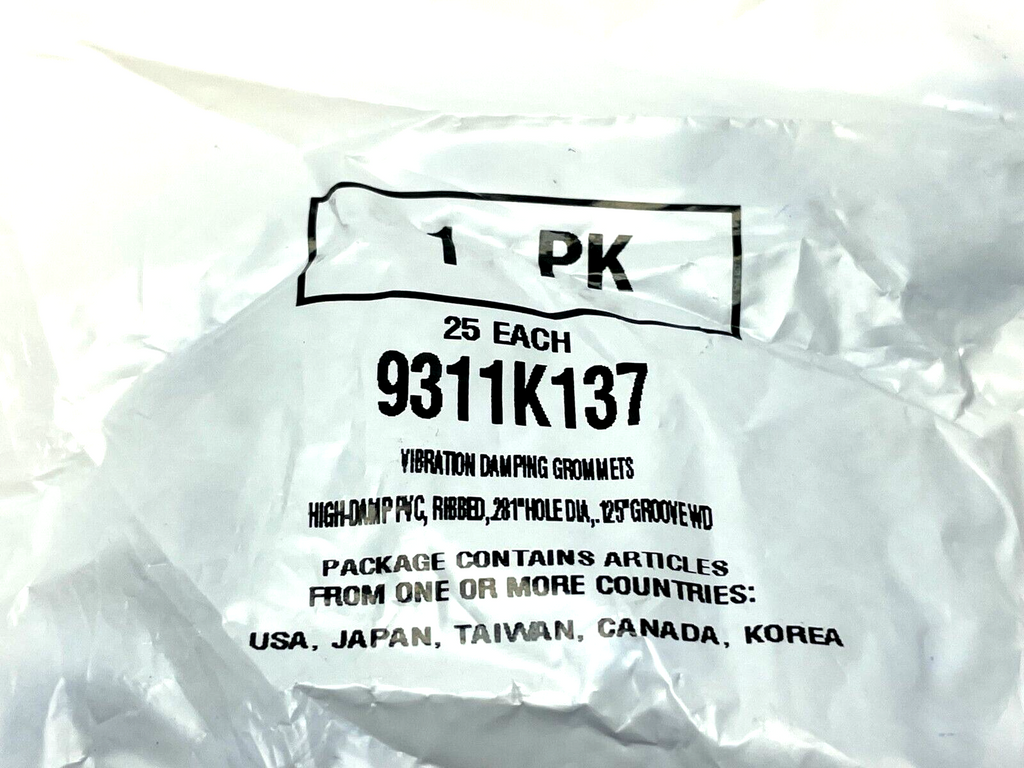 1 PK
25 EACH
9311K137
VIBRATION DAMPING GROMMETS
HIGH-DAMP PVC, RIBBED, .281" HOLE DIA, .125" GROOVE WD
PACKAGE CONTAINS ARTICLES
FROM ONE OR MORE COUNTRIES:
USA, JAPAN, TAIWAN, CANADA, KOREA